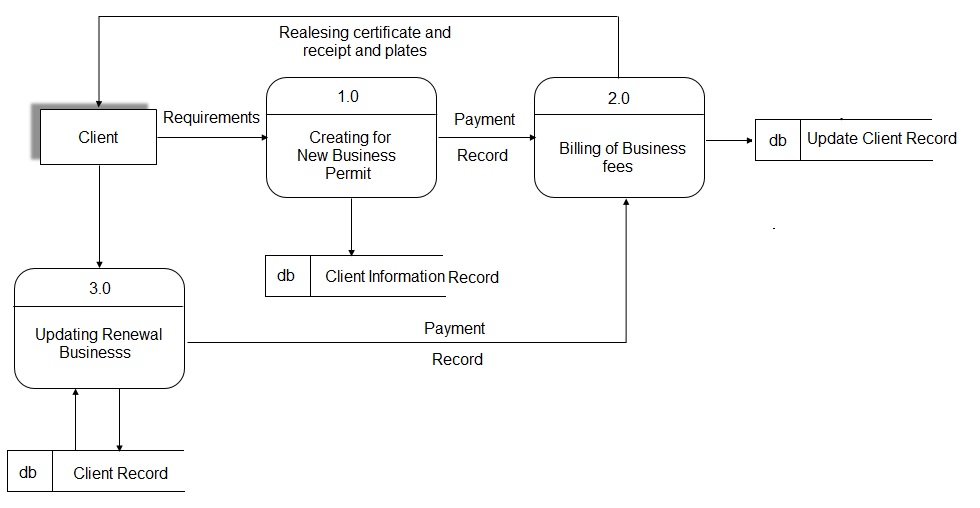 Realesing certificate and
receipt and plates
Client
Requirements
1.0
Creating for
New Business
Permit
Payment
Record
2.0
Billing of Business
fees
db
Update Client Record
db
Client Information Record
3.0
Updating Renewal
Businesss
Payment
Record
db
Client Record